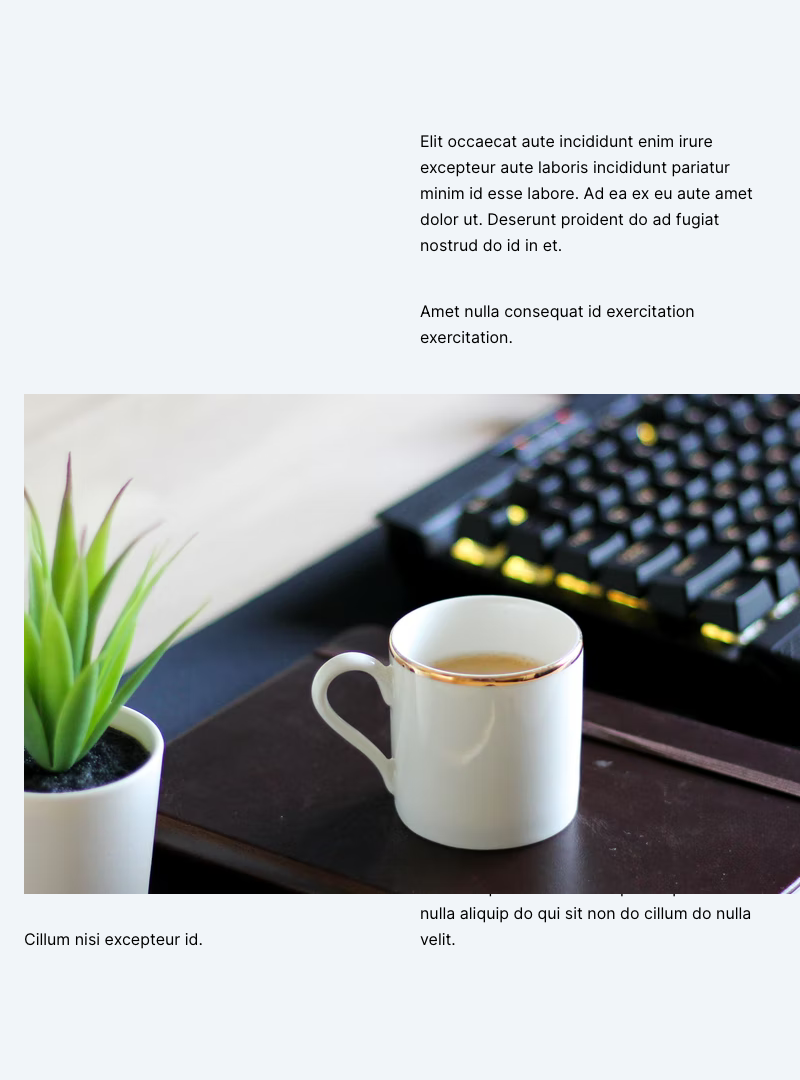 Elit occaecat aute incididunt enim irure
excepteur aute laboris incididunt pariatur
minim id esse labore. Ad ea ex eu aute amet
dolor ut. Deserunt proident do ad fugiat
nostrud do id in et.
Amet nulla consequat id exercitation
exercitation.
nulla aliquip do qui sit non do cillum do nulla
velit.
Cillum nisi excepteur id.